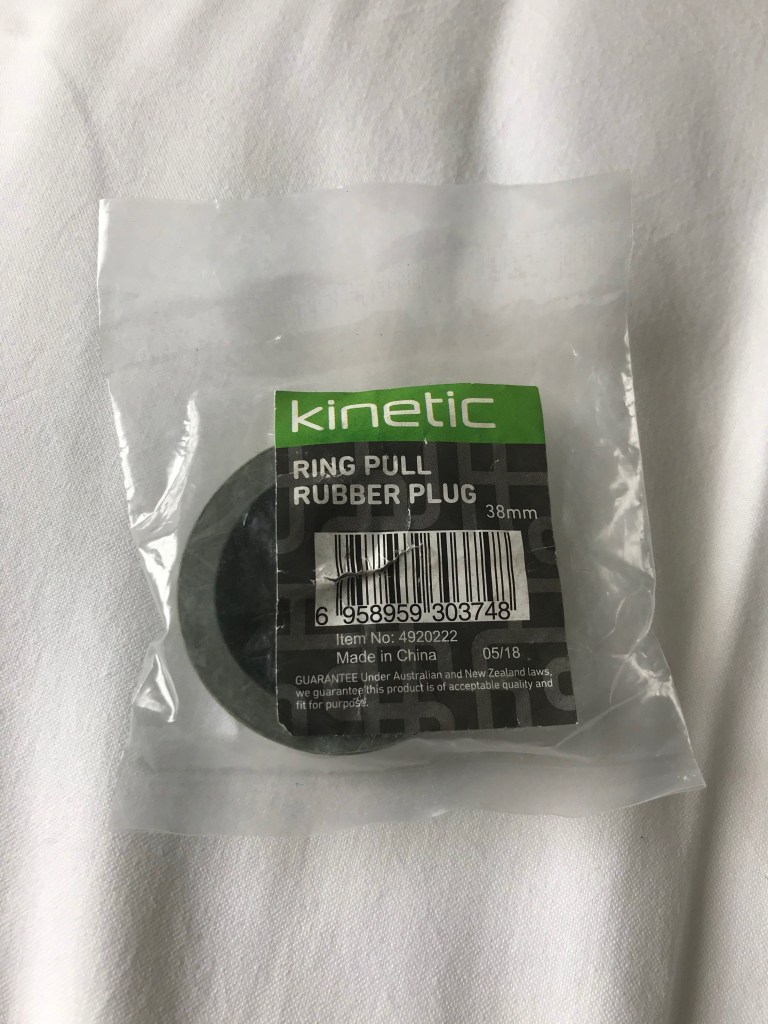 kinetic
RING PULL
RUBBER PLUG
38mm
6 958959 303748
Item No: 4920222
Made in China 05/18
GUARANTEE Under Australian and New Zealand laws,
we guarantee this product is of acceptable quality and
fit for purpose.